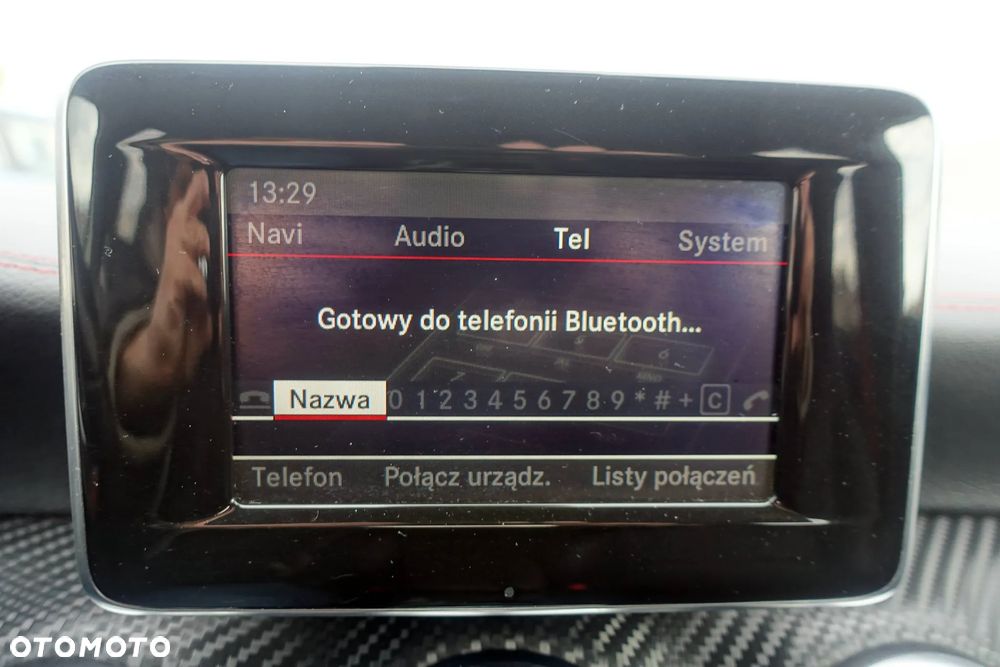 13:29
Navi Audio Tel System
Gotowy do telefonii Bluetooth...
Nazwa 0 1 2 3 4 5 6 7 8 9 * # + C
Telefon Połącz urządz. Listy połączeń
OTOMOTO